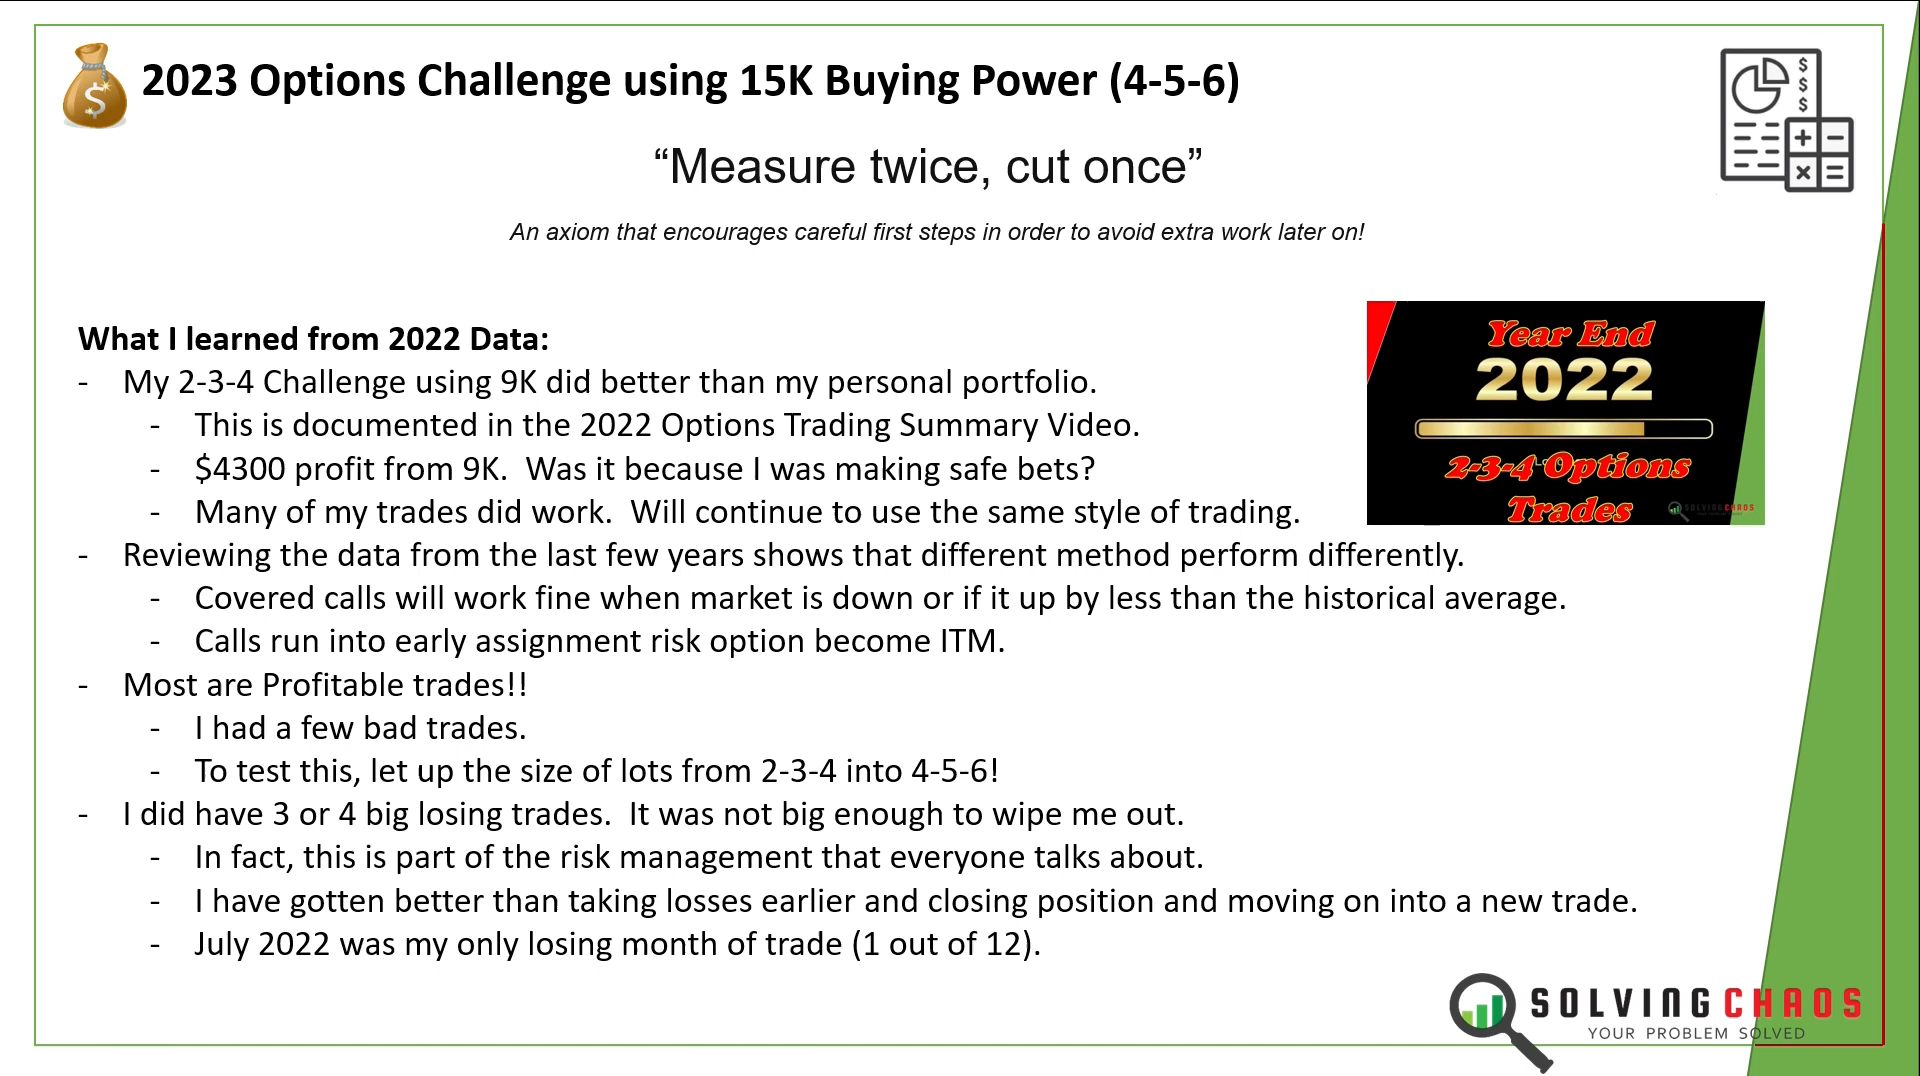 2023 Options Challenge using 15K Buying Power (4-5-6)
“Measure twice, cut once”
An axiom that encourages careful first steps in order to avoid extra work later on!
What I learned from 2022 Data:
- My 2-3-4 Challenge using 9K did better than my personal portfolio.
- This is documented in the 2022 Options Trading Summary Video.
- $4300 profit from 9K.  Was it because I was making safe bets?
- Many of my trades did work.  Will continue to use the same style of trading.
- Reviewing the data from the last few years shows that different method perform differently.
- Covered calls will work fine when market is down or if it up by less than the historical average.
- Calls run into early assignment risk option become ITM.
- Most are Profitable trades!!
- I had a few bad trades.
- To test this, let up the size of lots from 2-3-4 into 4-5-6!
- I did have 3 or 4 big losing trades.  It was not big enough to wipe me out.
- In fact, this is part of the risk management that everyone talks about.
- I have gotten better than taking losses earlier and closing position and moving on into a new trade.
- July 2022 was my only losing month of trade (1 out of 12).
Year End
2022
2-3-4 Options
Trades
SOLVINGCHAOS
$
$
$
$
SOLVINGCHAOS
YOUR PROBLEM SOLVED